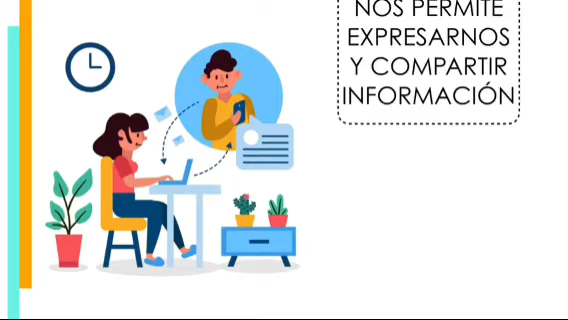 NOS PERMITE
EXPRESARNOS
Y COMPARTIR
INFORMACIÓN